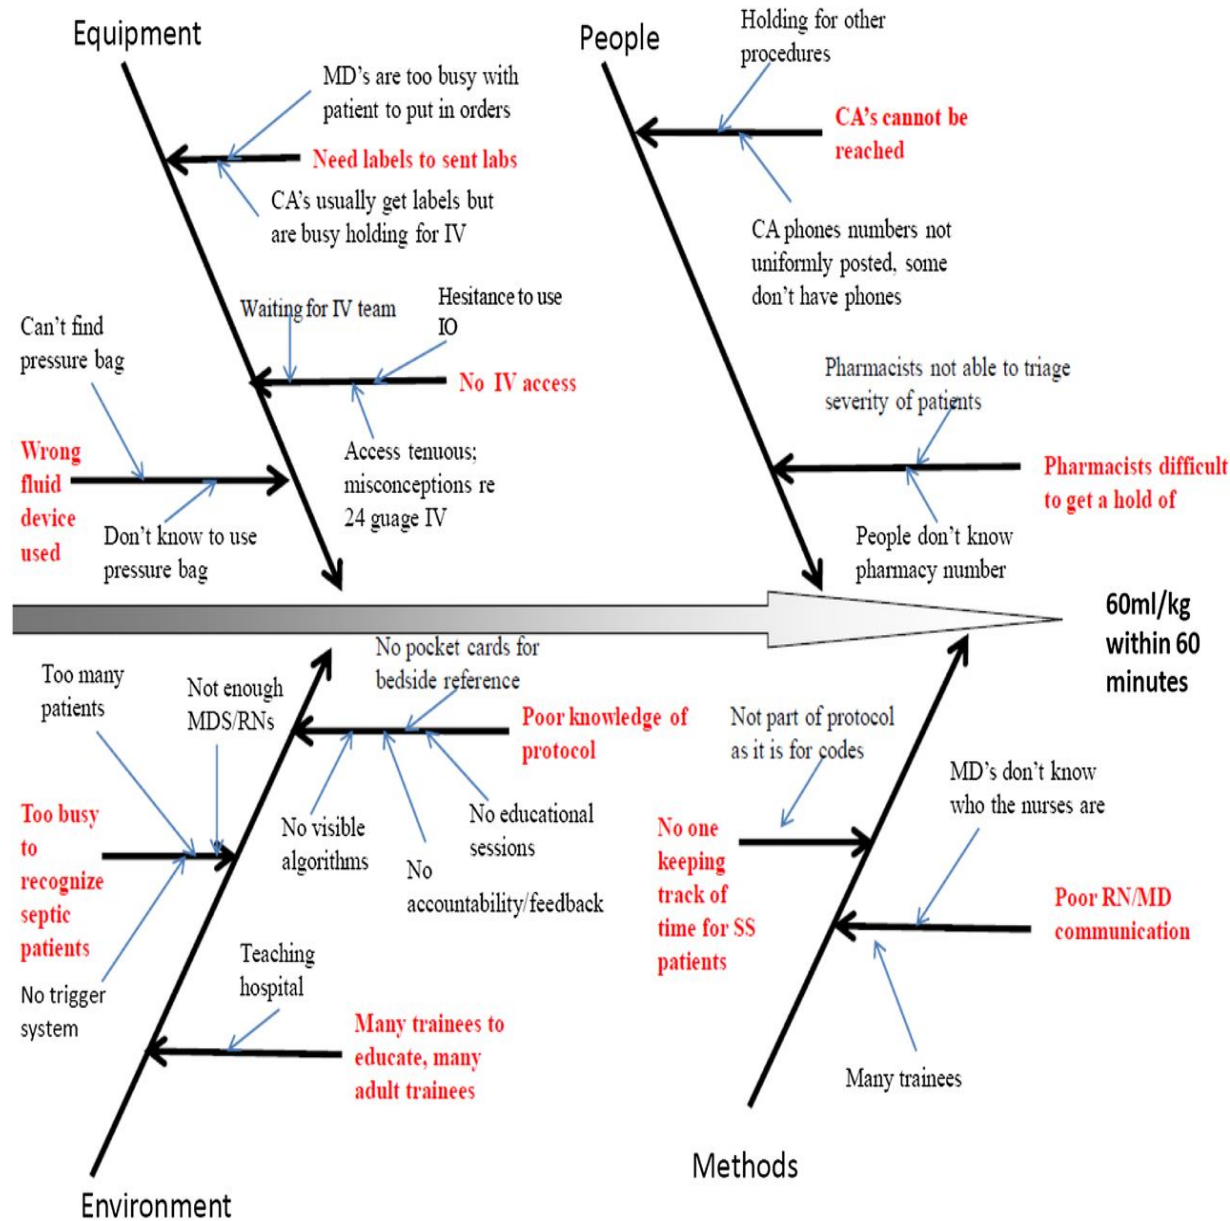 Equipment
MD's are too busy with
patient to put in orders
Need labels to sent labs
CA's usually get labels but
are busy holding for IV
Waiting for IV team
Hesitance to use
IO
No IV access
Access tenuous;
misconceptions re
24 guage IV
Can't find
pressure bag
Wrong
fluid
device
used
Don't know to use
pressure bag
People
Holding for other
procedures
CA's cannot be
reached
CA phones numbers not
uniformly posted, some
don't have phones
Pharmacists not able to triage
severity of patients
Pharmacists difficult
to get a hold of
People don't know
pharmacy number
60ml/kg
within 60
minutes
Too many
patients
Not enough
MDS/RNs
No pocket cards for
bedside reference
Poor knowledge of
protocol
No visible
algorithms
No
accountability/feedback
No educational
sessions
Too busy
to
recognize
septic
patients
No trigger
system
Teaching
hospital
Many trainees to
educate, many
adult trainees
Environment
Not part of protocol
as it is for codes
No one
keeping
track of
time for SS
patients
MD's don't know
who the nurses are
Poor RN/MD
communication
Many trainees
Methods